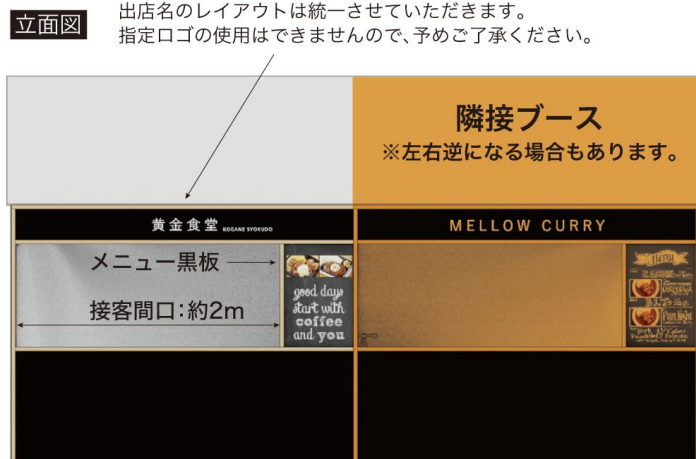 立面図
出店名のレイアウトは統一させていただきます。
指定ロゴの使用はできませんので、予めご了承ください。
隣接ブース
※左右逆になる場合もあります。
黄金食堂 KOGANE SYOKUDO
MELLOW CURRY
メニュー黒板
接客間口：約2m
good days
start with
coffee
and you
Menu